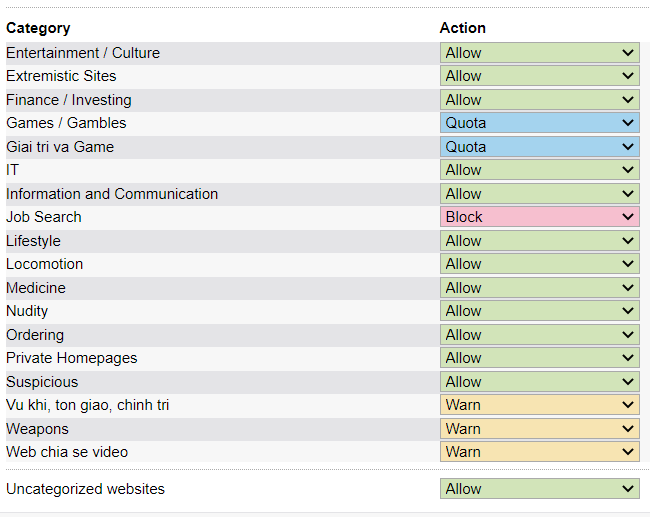 Category Action
Entertainment / Culture Allow
Extremistic Sites Allow
Finance / Investing Allow
Games / Gambles Quota
Giai tri va Game Quota
IT Allow
Information and Communication Allow
Job Search Block
Lifestyle Allow
Locomotion Allow
Medicine Allow
Nudity Allow
Ordering Allow
Private Homepages Allow
Suspicious Allow
Vu khi, ton giao, chinh tri Warn
Weapons Warn
Web chia se video Warn
Uncategorized websites Allow